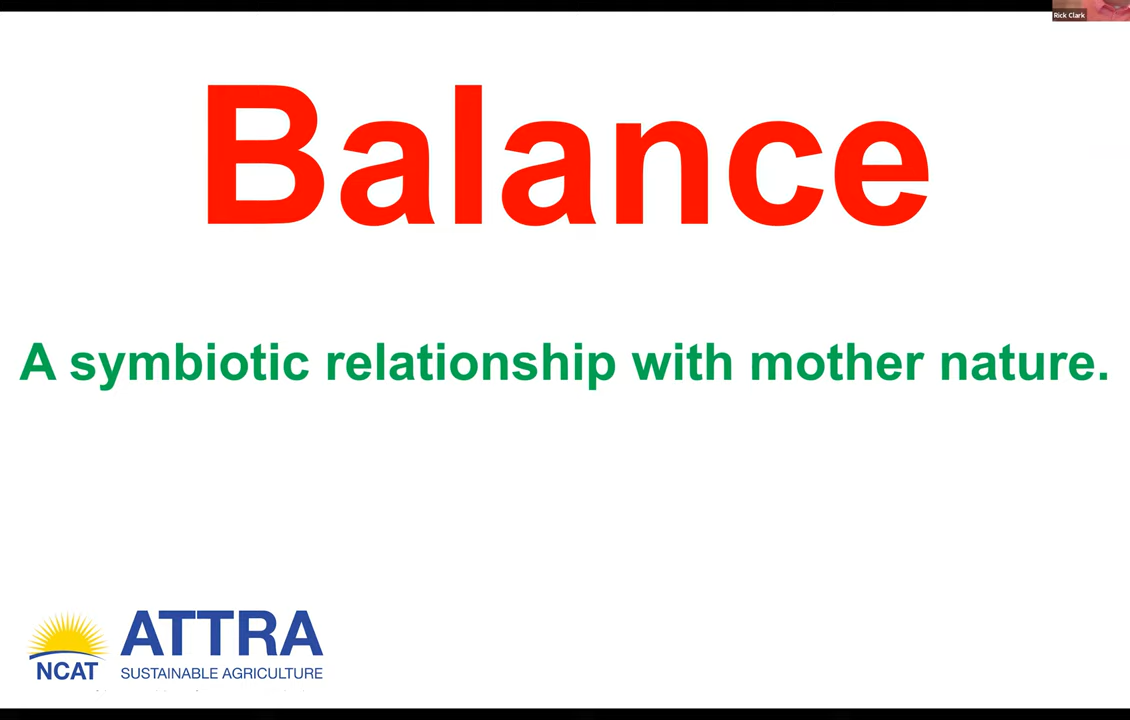 Rick Clark
Balance
A symbiotic relationship with mother nature.
ATTRA
NCAT
SUSTAINABLE AGRICULTURE